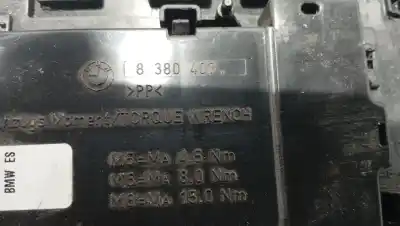 8 380 400
>PP<
Moment/TORQUE WRENCH
M5=MA 4.5 Nm
M6=MA 8.0 Nm
M8=MA 13.0 Nm
BMW ES